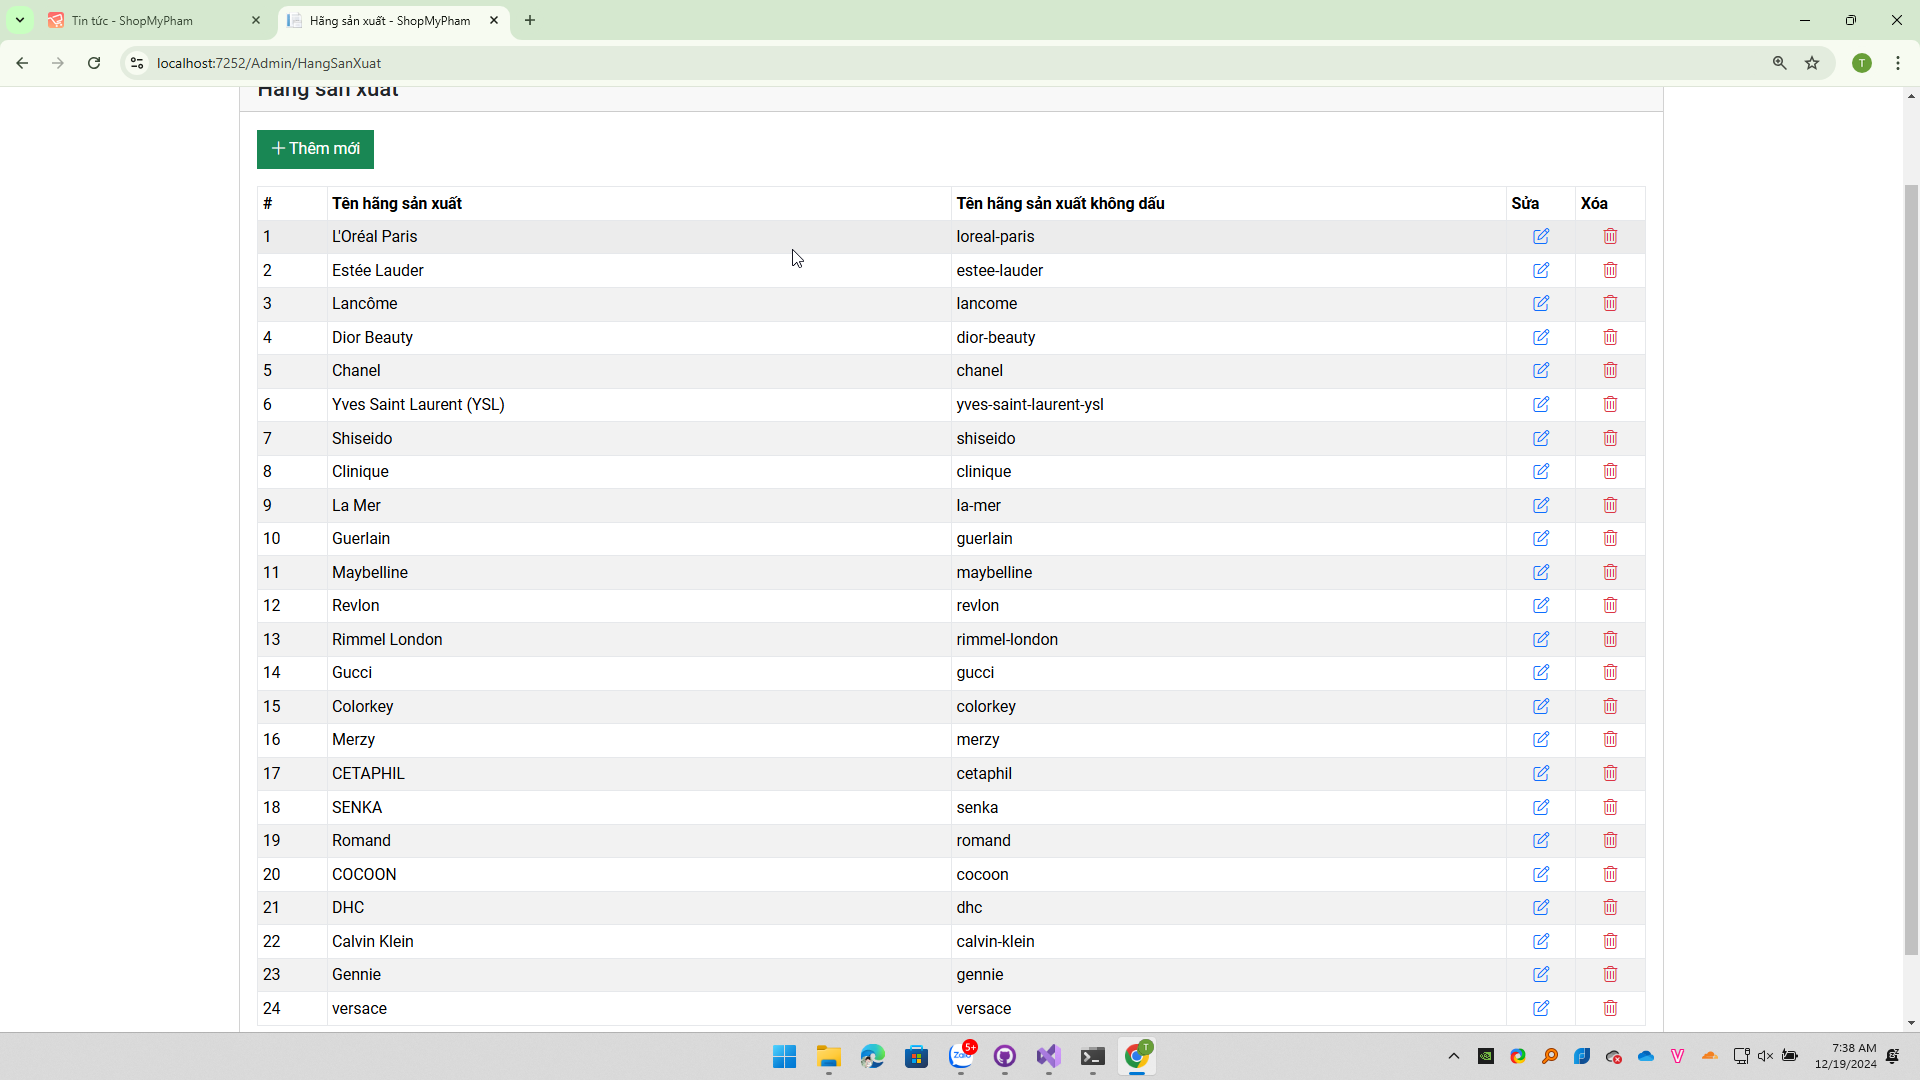 Tin tức - ShopMyPham
Hãng sản xuất - ShopMyPham
localhost:7252/Admin/HangSanXuat
T
Hãng sản xuất
+ Thêm mới
# Tên hãng sản xuất Tên hãng sản xuất không dấu Sửa Xóa
1 L'Oréal Paris loreal-paris
2 Estée Lauder estee-lauder
3 Lancôme lancome
4 Dior Beauty dior-beauty
5 Chanel chanel
6 Yves Saint Laurent (YSL) yves-saint-laurent-ysl
7 Shiseido shiseido
8 Clinique clinique
9 La Mer la-mer
10 Guerlain guerlain
11 Maybelline maybelline
12 Revlon revlon
13 Rimmel London rimmel-london
14 Gucci gucci
15 Colorkey colorkey
16 Merzy merzy
17 CETAPHIL cetaphil
18 SENKA senka
19 Romand romand
20 COCOON cocoon
21 DHC dhc
22 Calvin Klein calvin-klein
23 Gennie gennie
24 versace versace
Zalo 5+
T
7:38 AM
12/19/2024